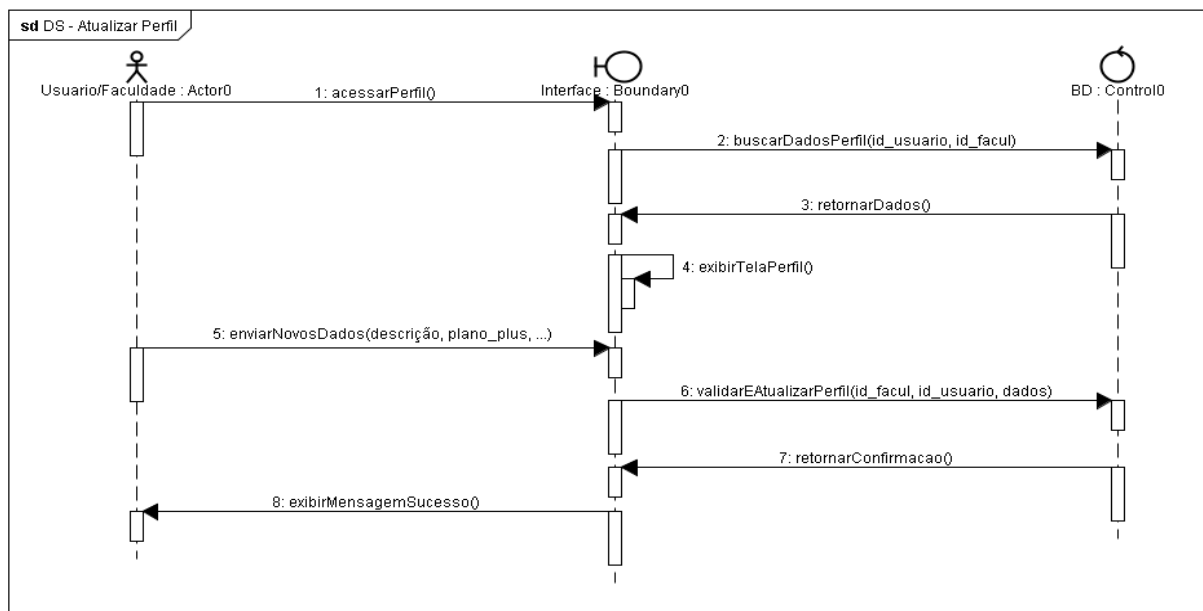 sd DS - Atualizar Perfil
Usuario/Faculdade : Actor0
Interface : Boundary0
BD : Control0
1: acessarPerfil()
2: buscarDadosPerfil(id_usuario, id_facul)
3: retornarDados()
4: exibirTelaPerfil()
5: enviarNovosDados(descrição, plano_plus, ...)
6: validarEAtualizarPerfil(id_facul, id_usuario, dados)
7: retornarConfirmacao()
8: exibirMensagemSucesso()